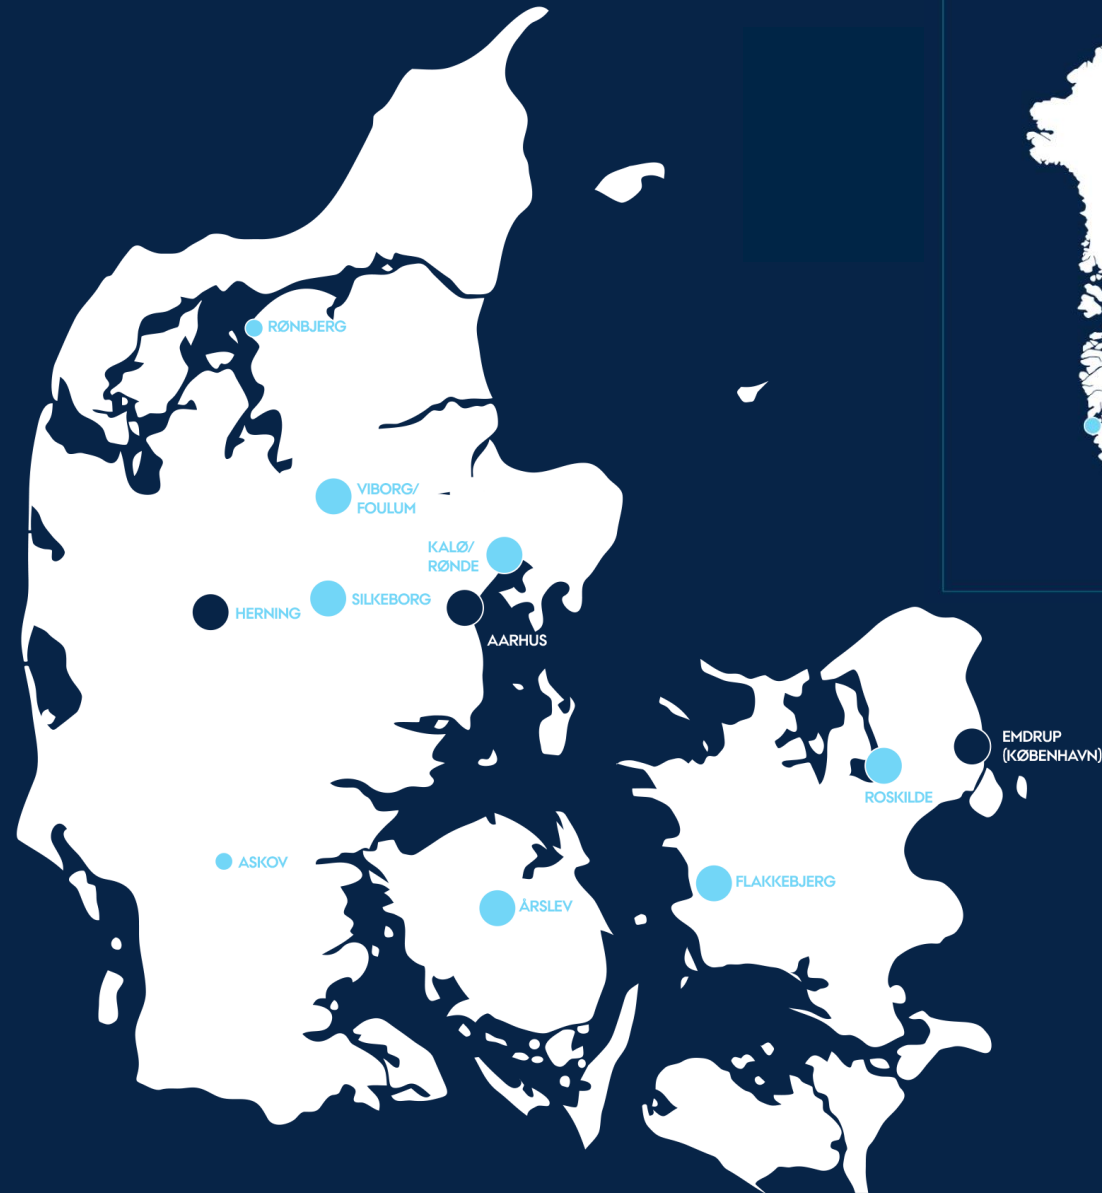 RØNBJERG
VIBORG/
FOULUM
KALØ/
RØNDE
SILKEBORG
HERNING
AARHUS
EMDRUP
(KØBENHAVN)
ROSKILDE
ASKOV
FLAKKEBJERG
ÅRSLEV